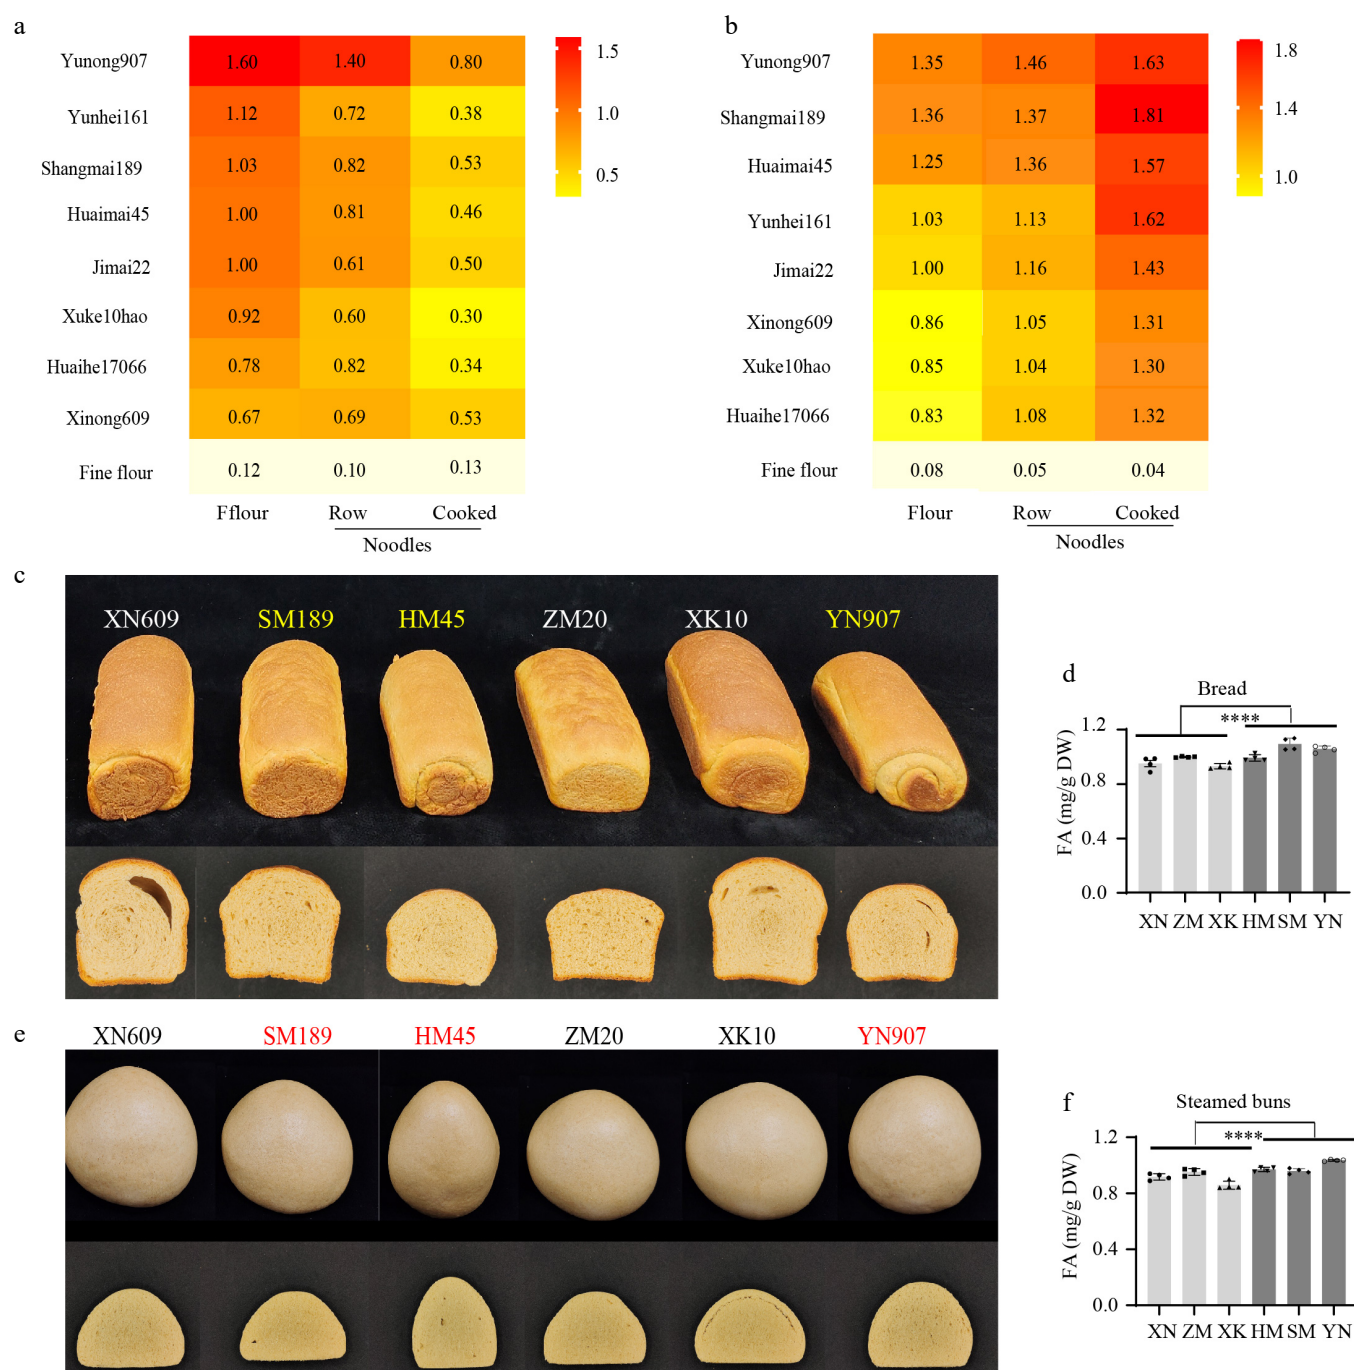 a
Yunong907 1.60 1.40 0.80
Yunhei161 1.12 0.72 0.38
Shangmai189 1.03 0.82 0.53
Huaimai45 1.00 0.81 0.46
Jimai22 1.00 0.61 0.50
Xuke10hao 0.92 0.60 0.30
Huaihe17066 0.78 0.82 0.34
Xinong609 0.67 0.69 0.53
Fine flour 0.12 0.10 0.13
Fflour Row Cooked
Noodles
1.5
1.0
0.5
b
Yunong907 1.35 1.46 1.63
Shangmai189 1.36 1.37 1.81
Huaimai45 1.25 1.36 1.57
Yunhei161 1.03 1.13 1.62
Jimai22 1.00 1.16 1.43
Xinong609 0.86 1.05 1.31
Xuke10hao 0.85 1.04 1.30
Huaihe17066 0.83 1.08 1.32
Fine flour 0.08 0.05 0.04
Flour Row Cooked
Noodles
1.8
1.4
1.0
c
XN609 SM189 HM45 ZM20 XK10 YN907
d
Bread
****
FA (mg/g DW)
1.2
0.8
0.4
0.0
XN ZM XK HM SM YN
e
XN609 SM189 HM45 ZM20 XK10 YN907
f
Steamed buns
****
FA (mg/g DW)
1.2
0.8
0.4
0.0
XN ZM XK HM SM YN